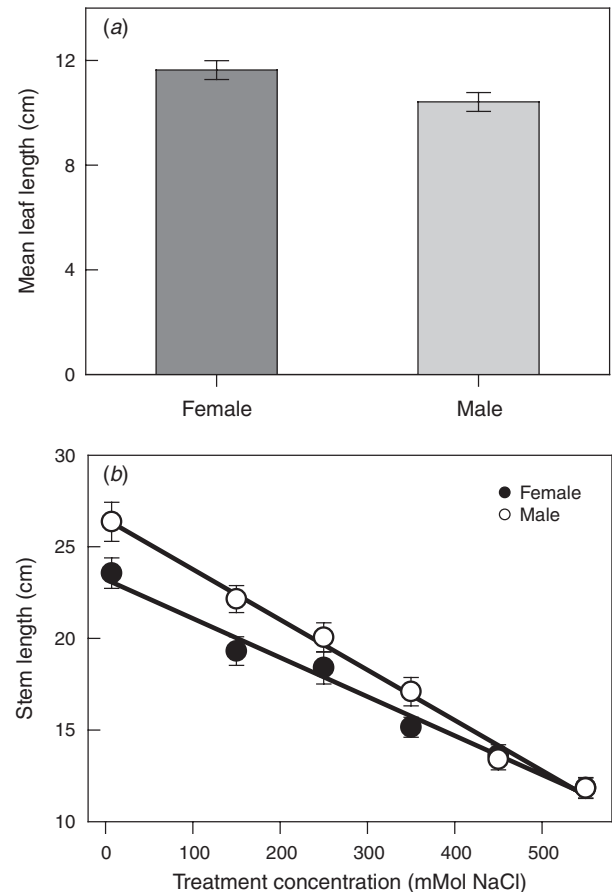 (a)
Mean leaf length (cm)
12
8
4
0
Female
Male
(b)
Female
Male
Stem length (cm)
30
25
20
15
10
0
100
200
300
400
500
Treatment concentration (mMol NaCl)